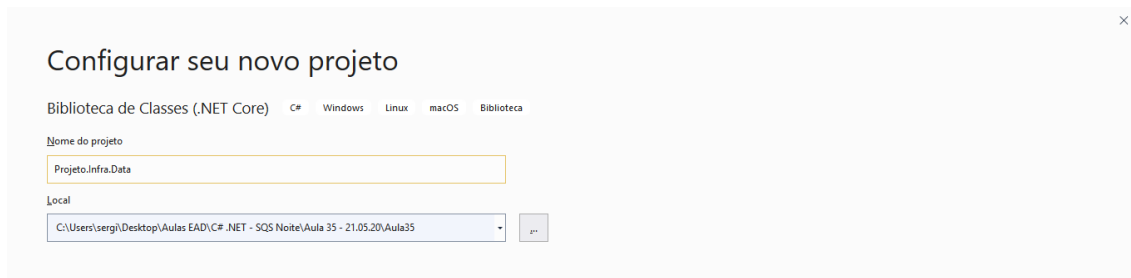 Configurar seu novo projeto
Biblioteca de Classes (.NET Core) C# Windows Linux macOS Biblioteca
Nome do projeto
Projeto.Infra.Data
Local
C:\Users\sergi\Desktop\Aulas EAD\C# .NET - SQS Noite\Aula 35 - 21.05.20\Aula35
...